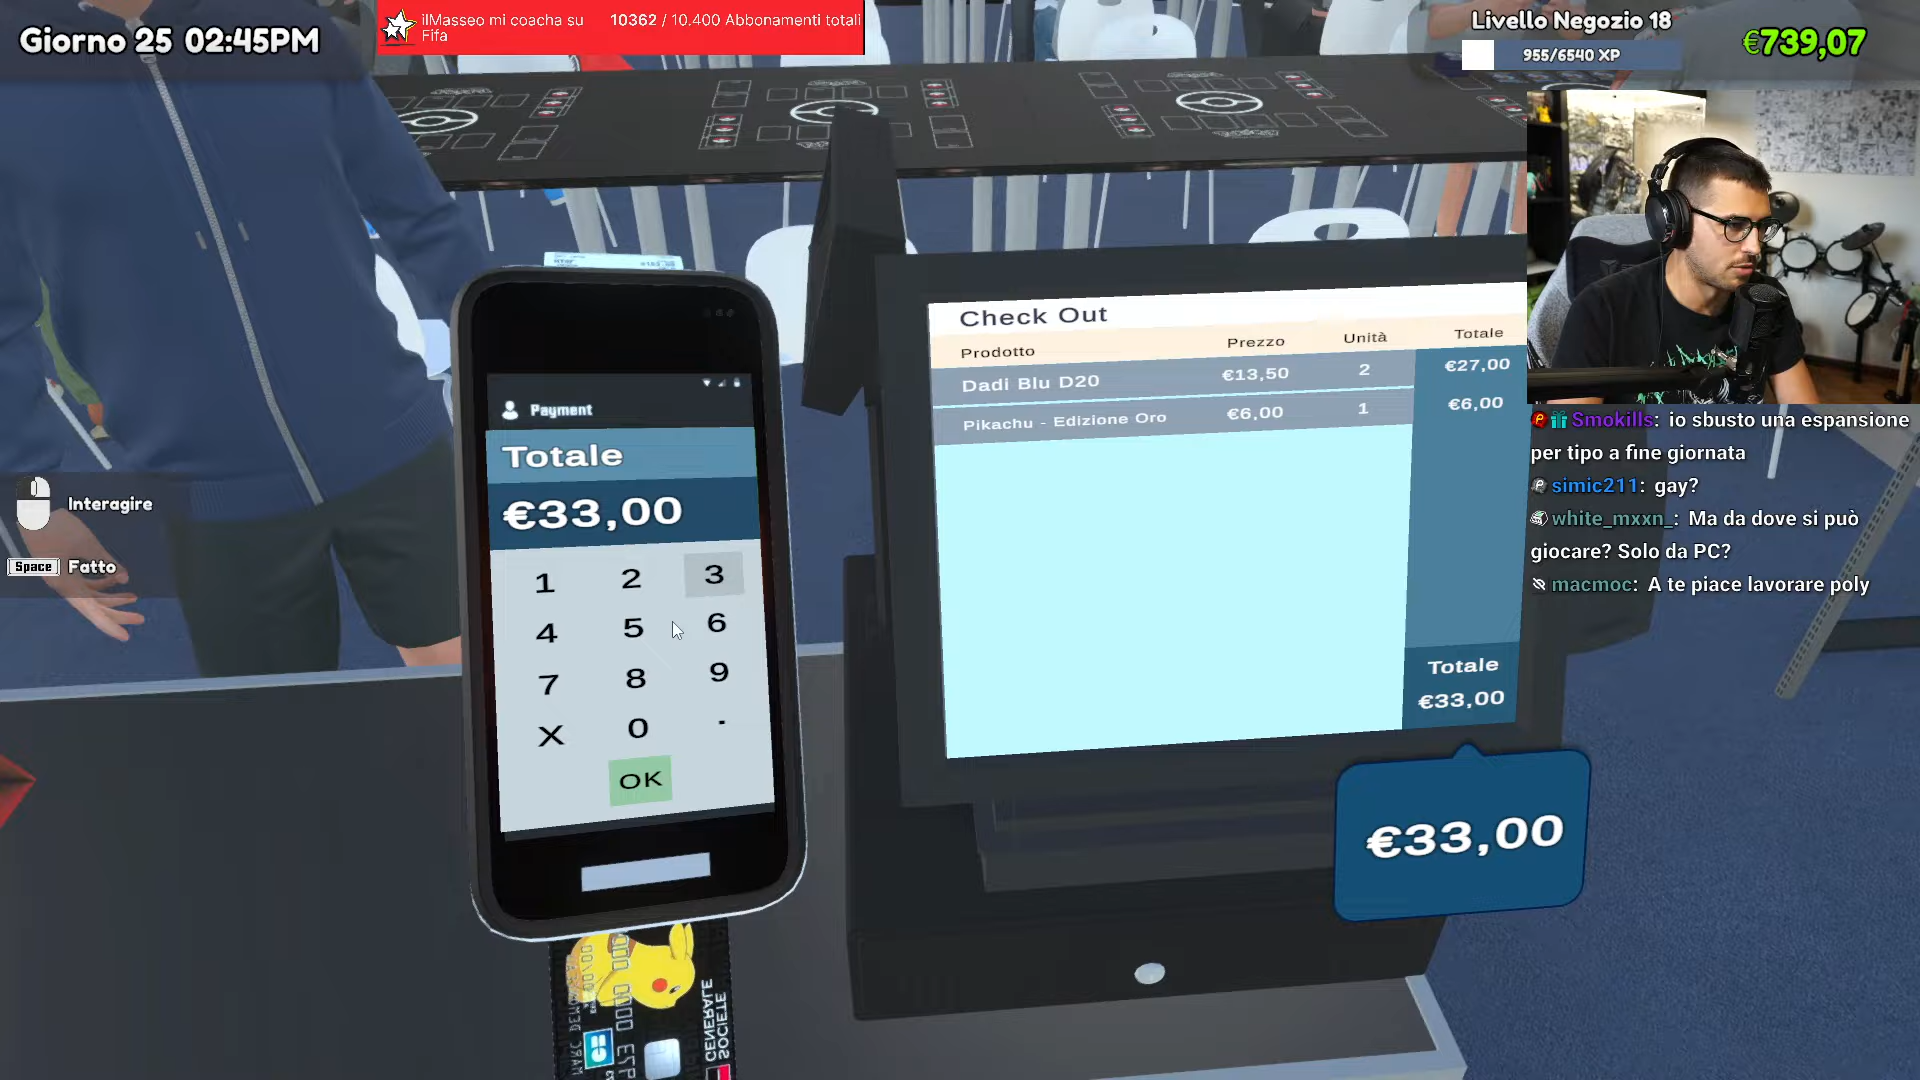 Giorno 25 02:45PM
ilMasseo mi coacha su Fifa
10362 / 10.400 Abbonamenti totali
Livello Negozio 18
955/6540 XP
€739,07
Interagire
Space Fatto
Payment
Totale
€33,00
1 2 3
4 5 6
7 8 9
X 0 .
OK
Check Out
Prodotto Prezzo Unità Totale
Dadi Blu D20 €13,50 2 €27,00
Pikachu - Edizione Oro €6,00 1 €6,00
Totale
€33,00
€33,00
Smokills: io sbusto una espansione
per tipo a fine giornata
simic211: gay?
white_mxxn_: Ma da dove si può
giocare? Solo da PC?
macmoc: A te piace lavorare poly
SOCIETE
GENERALE
CB